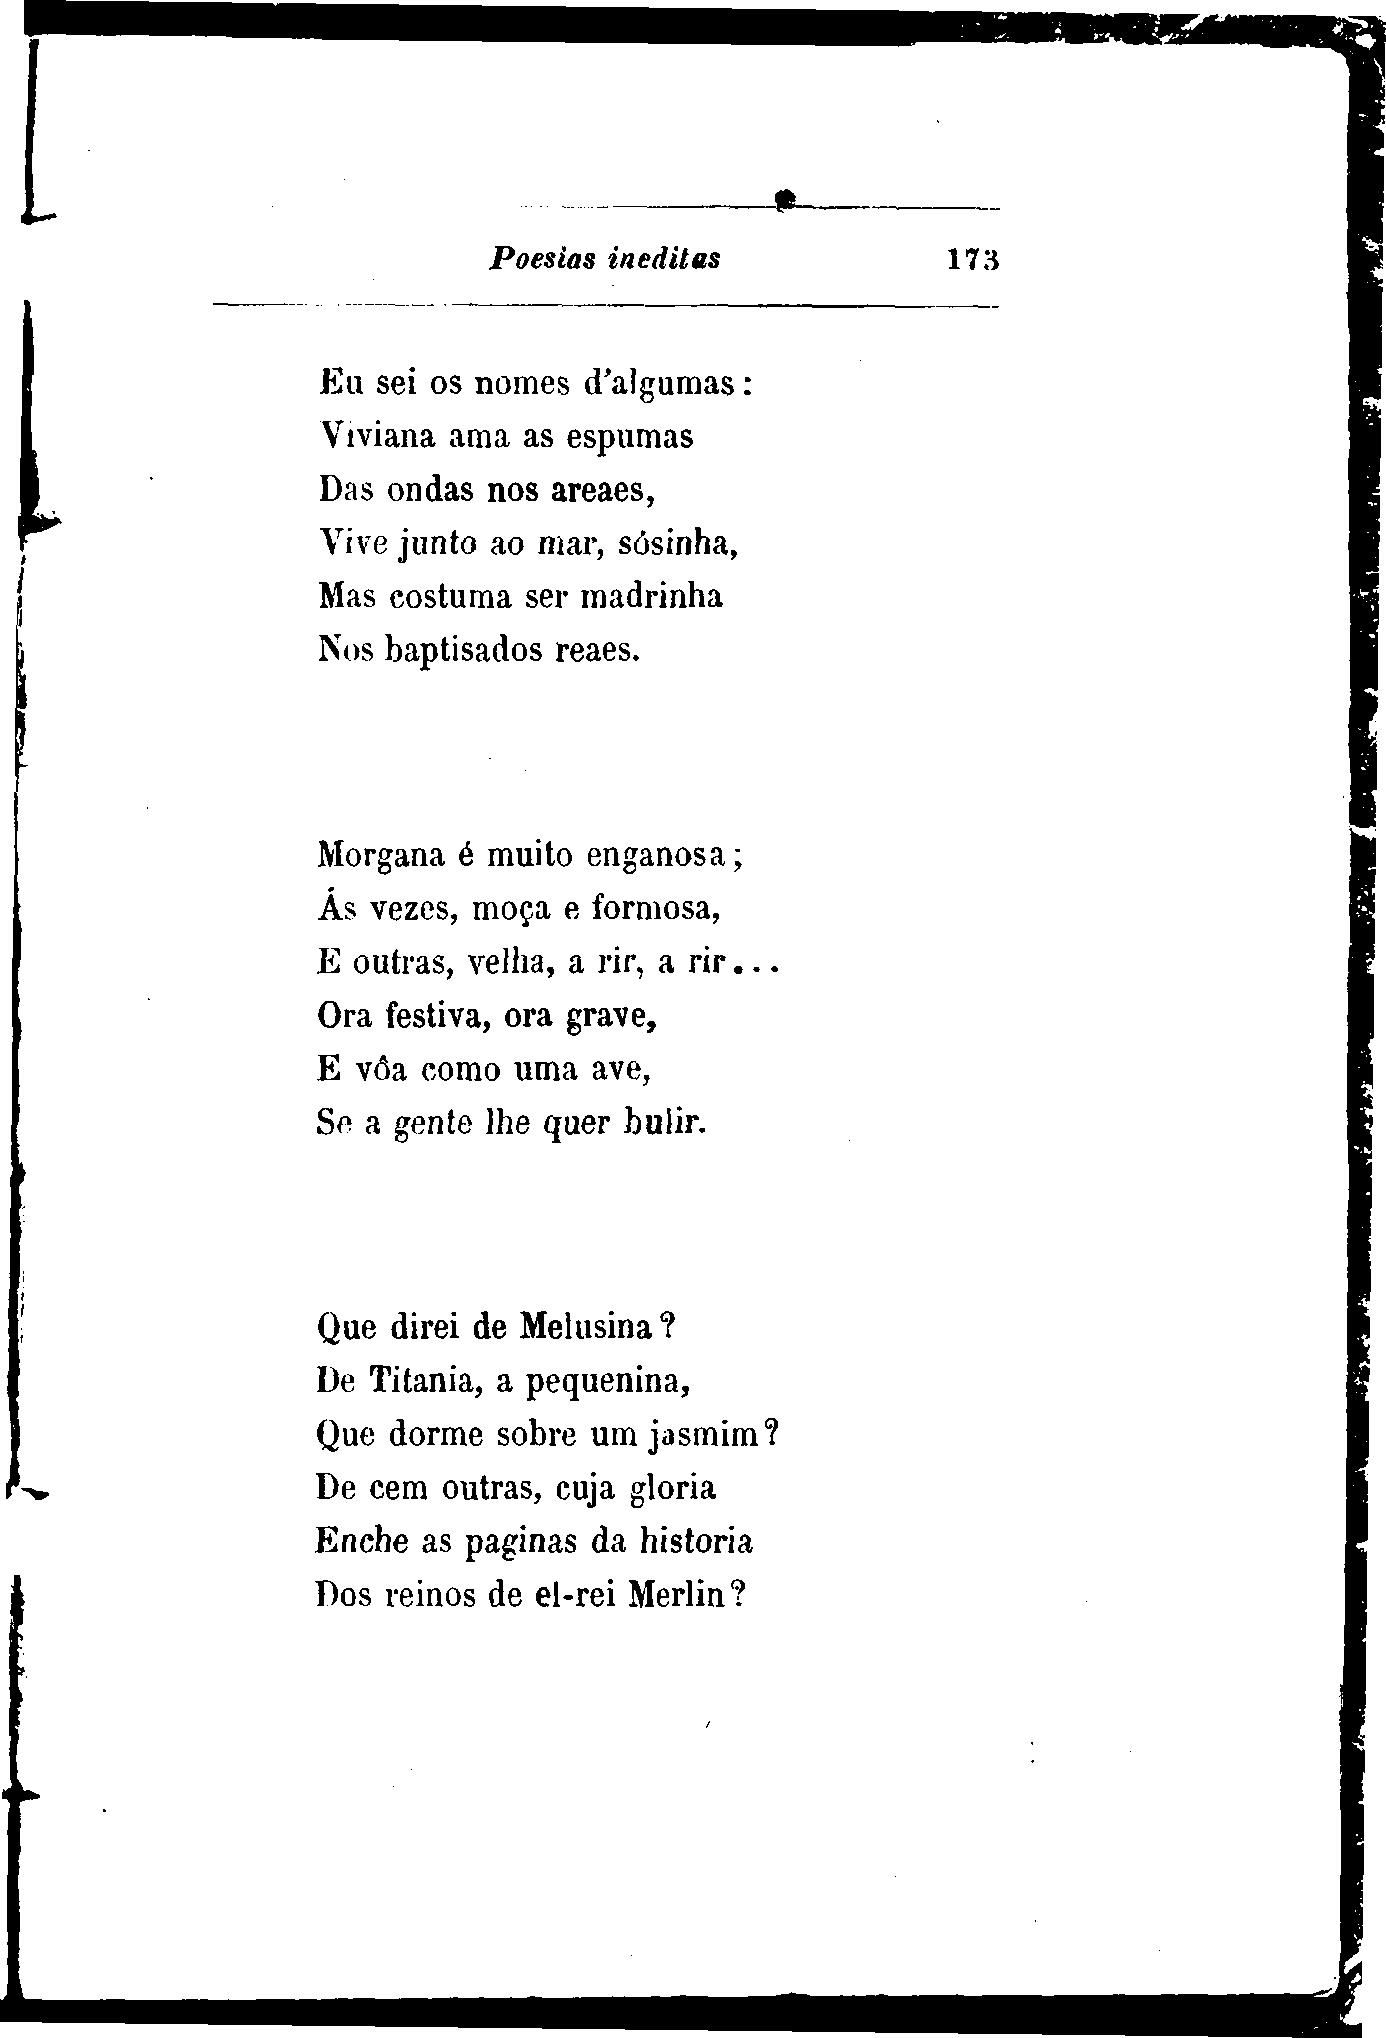 Poesias ineditas 173
Eu sei os nomes d'algumas:
Viviana ama as espumas
Das ondas nos areaes,
Vive junto ao mar, sósinha,
Mas costuma ser madrinha
Nos baptisados reaes.
Morgana é muito enganosa;
Ás vezes, moça e formosa,
E outras, velha, a rir, a rir...
Ora festiva, ora grave,
E vôa como uma ave,
Se a gente lhe quer bulir.
Que direi de Melusina?
De Titania, a pequenina,
Que dorme sobre um jasmim?
De cem outras, cuja gloria
Enche as paginas da historia
Dos reinos de el-rei Merlin?